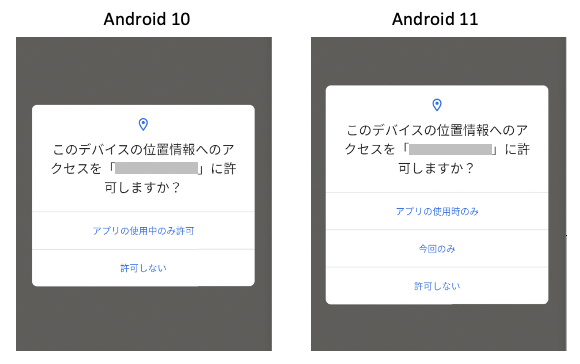 Android 10
このデバイスの位置情報へのア
クセスを「」に許
可しますか？
アプリの使用中のみ許可
許可しない
Android 11
このデバイスの位置情報へのア
クセスを「」に許
可しますか？
アプリの使用時のみ
今回のみ
許可しない